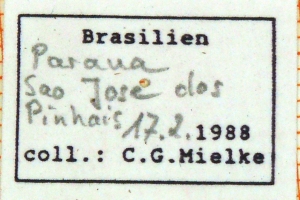 Brasilien
Parana
Sao José dos
Pinhais 17.2.1988
coll.: C.G.Mielke